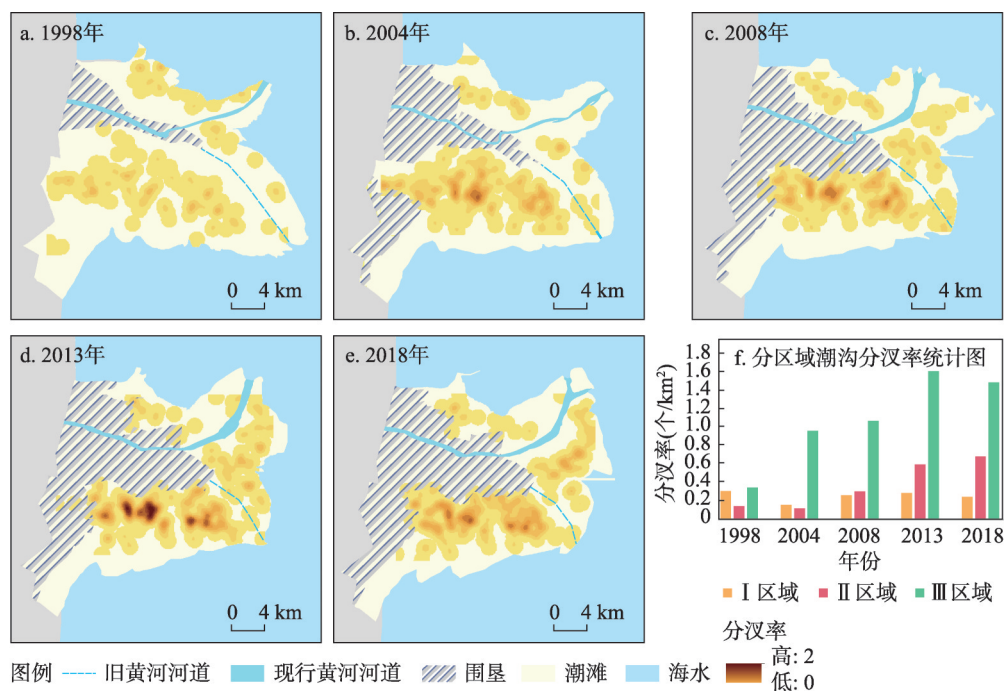 a. 1998年
b. 2004年
c. 2008年
0 4 km
0 4 km
0 4 km
d. 2013年
e. 2018年
0 4 km
0 4 km
f. 分区域潮沟分汊率统计图
分汊率(个/km²)
1.8
1.6
1.4
1.2
1.0
0.8
0.6
0.4
0.2
0
1998 2004 2008 2013 2018
年份
Ⅰ区域 Ⅱ区域 Ⅲ区域
图例 旧黄河河道 现行黄河河道 围垦 潮滩 海水
分汊率
高: 2
低: 0